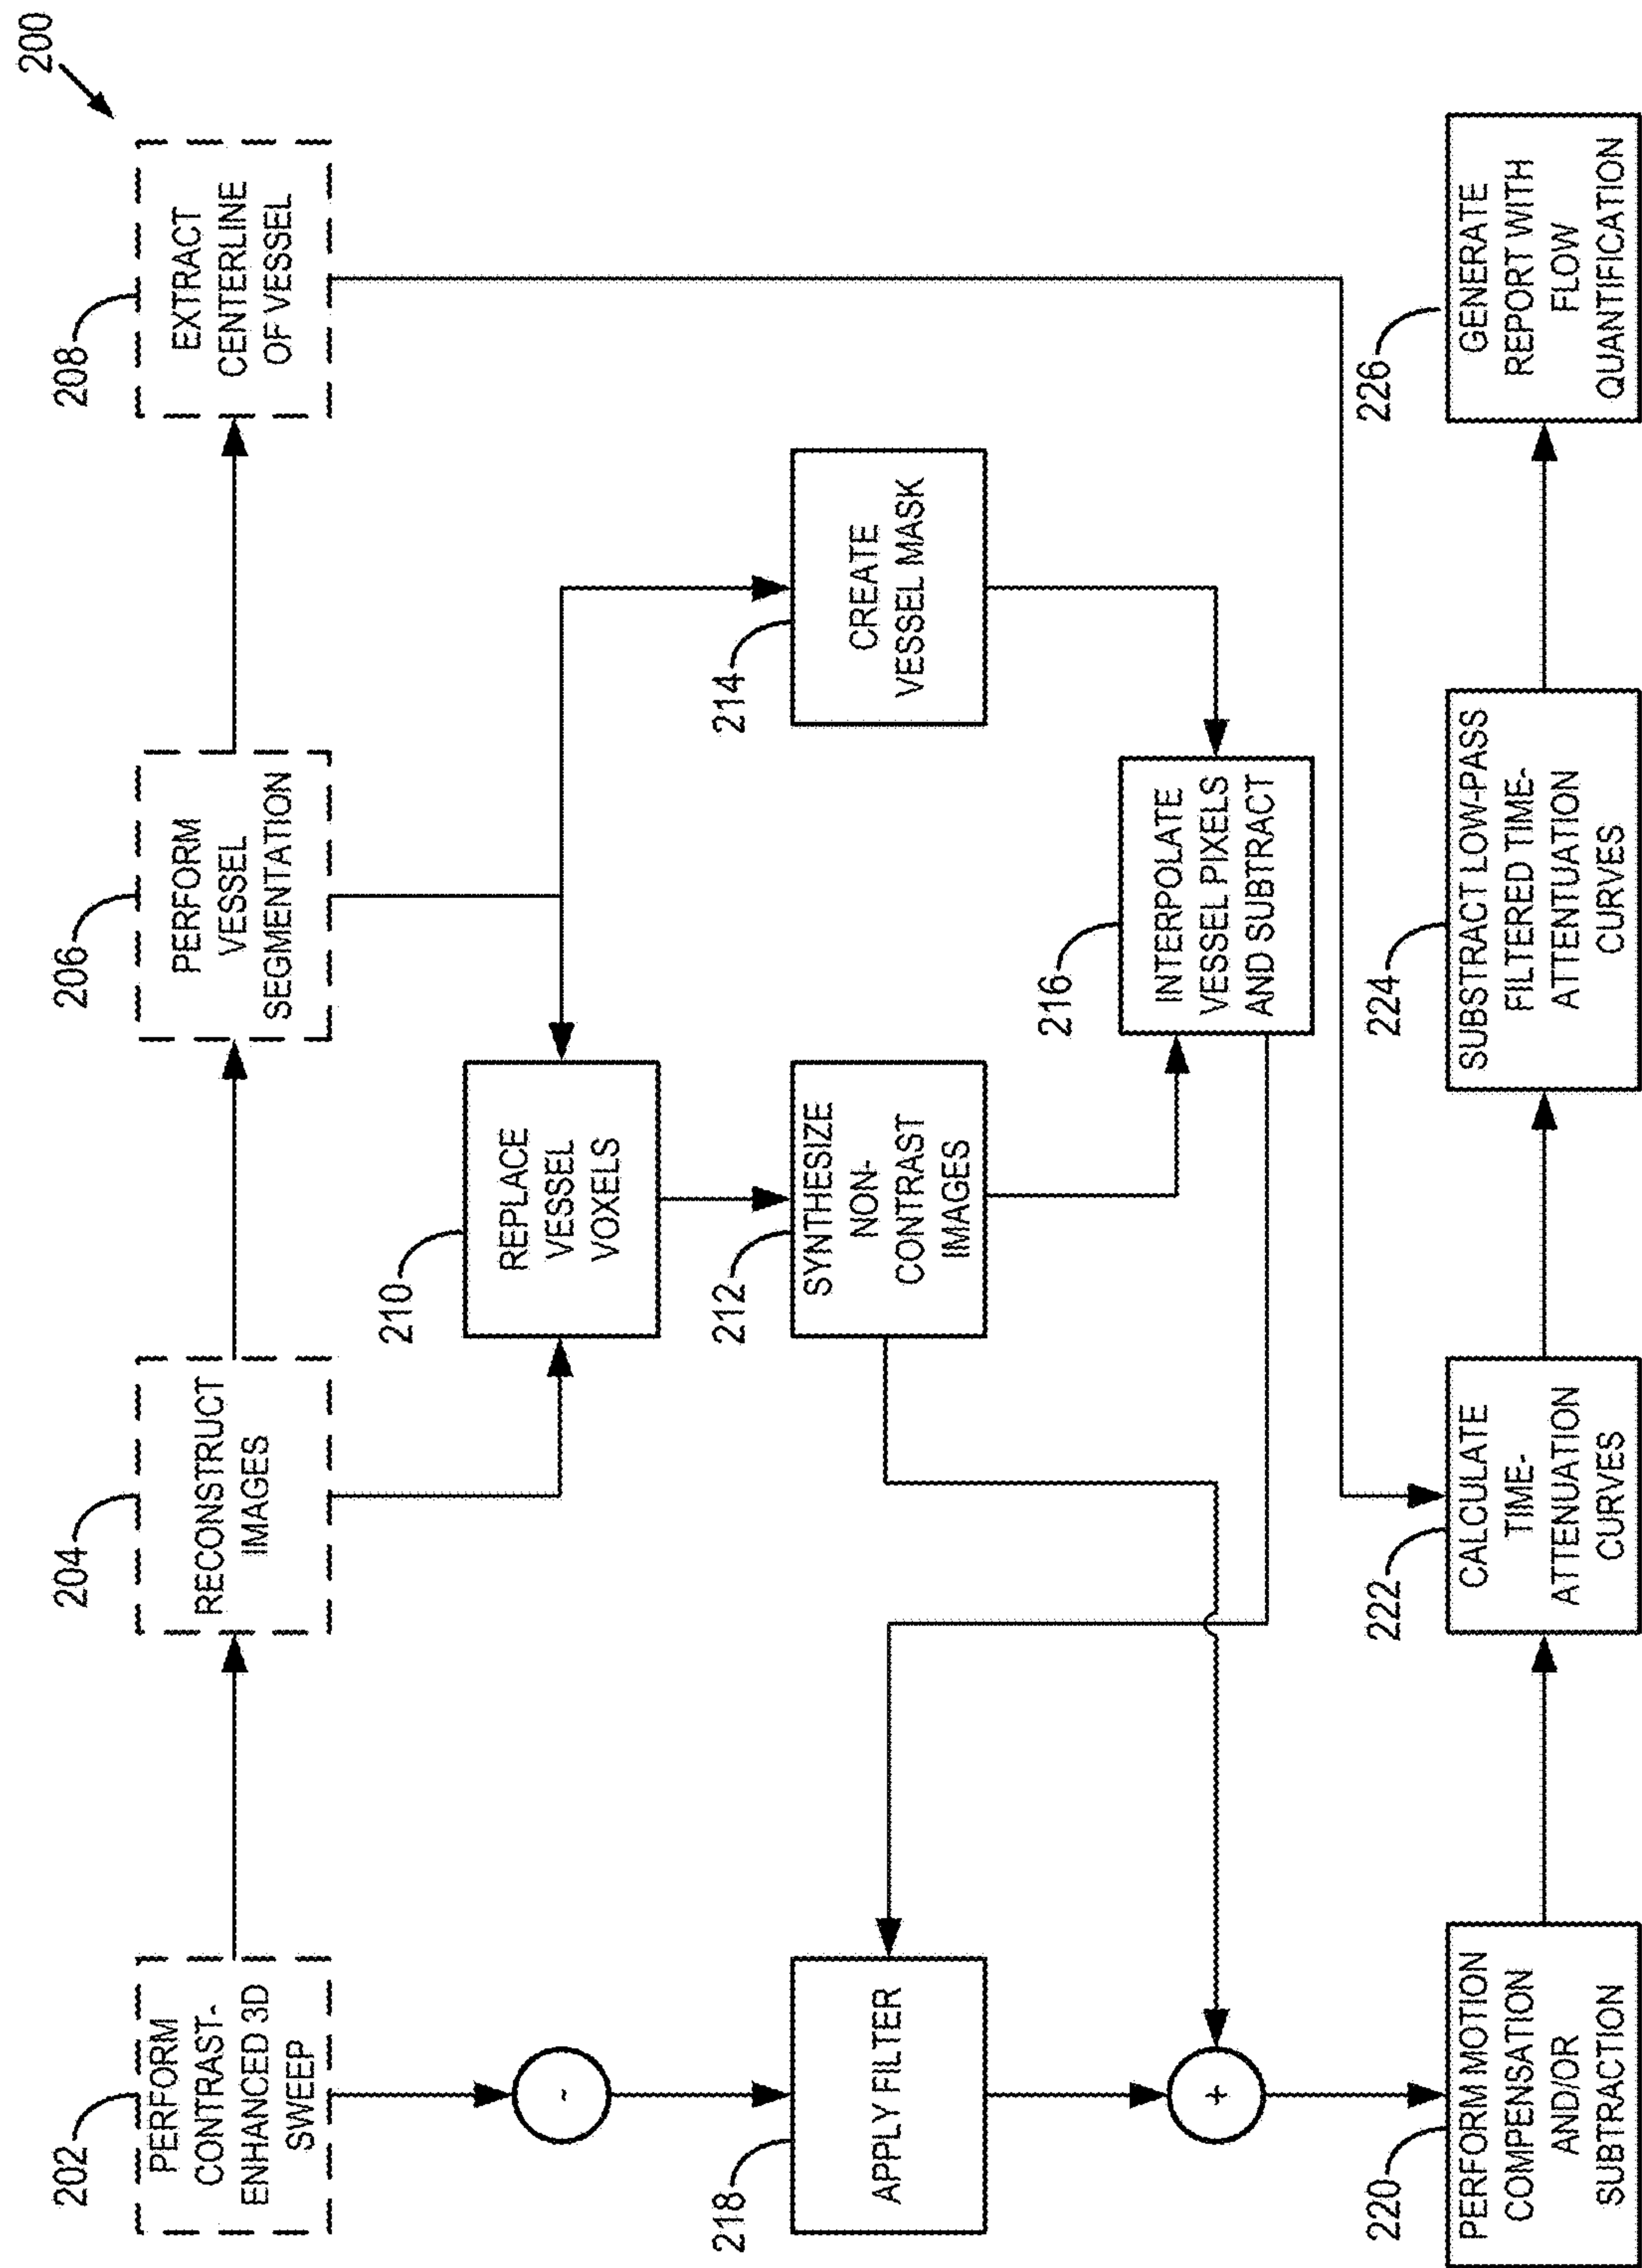 200
202
PERFORM
CONTRAST-
ENHANCED 3D
SWEEP
204
RECONSTRUCT
IMAGES
206
PERFORM
VESSEL
SEGMENTATION
208
EXTRACT
CENTERLINE
OF VESSEL
210
REPLACE
VESSEL
VOXELS
-
218
APPLY FILTER
212
SYNTHESIZE
NON-
CONTRAST
IMAGES
214
CREATE
VESSEL MASK
216
INTERPOLATE
VESSEL PIXELS
AND SUBTRACT
+
220
PERFORM MOTION
COMPENSATION
AND/OR
SUBTRACTION
222
CALCULATE
TIME-
ATTENUATION
CURVES
224
SUBSTRACT LOW-PASS
FILTERED TIME-
ATTENTUATION
CURVES
226
GENERATE
REPORT WITH
FLOW
QUANTIFICATION